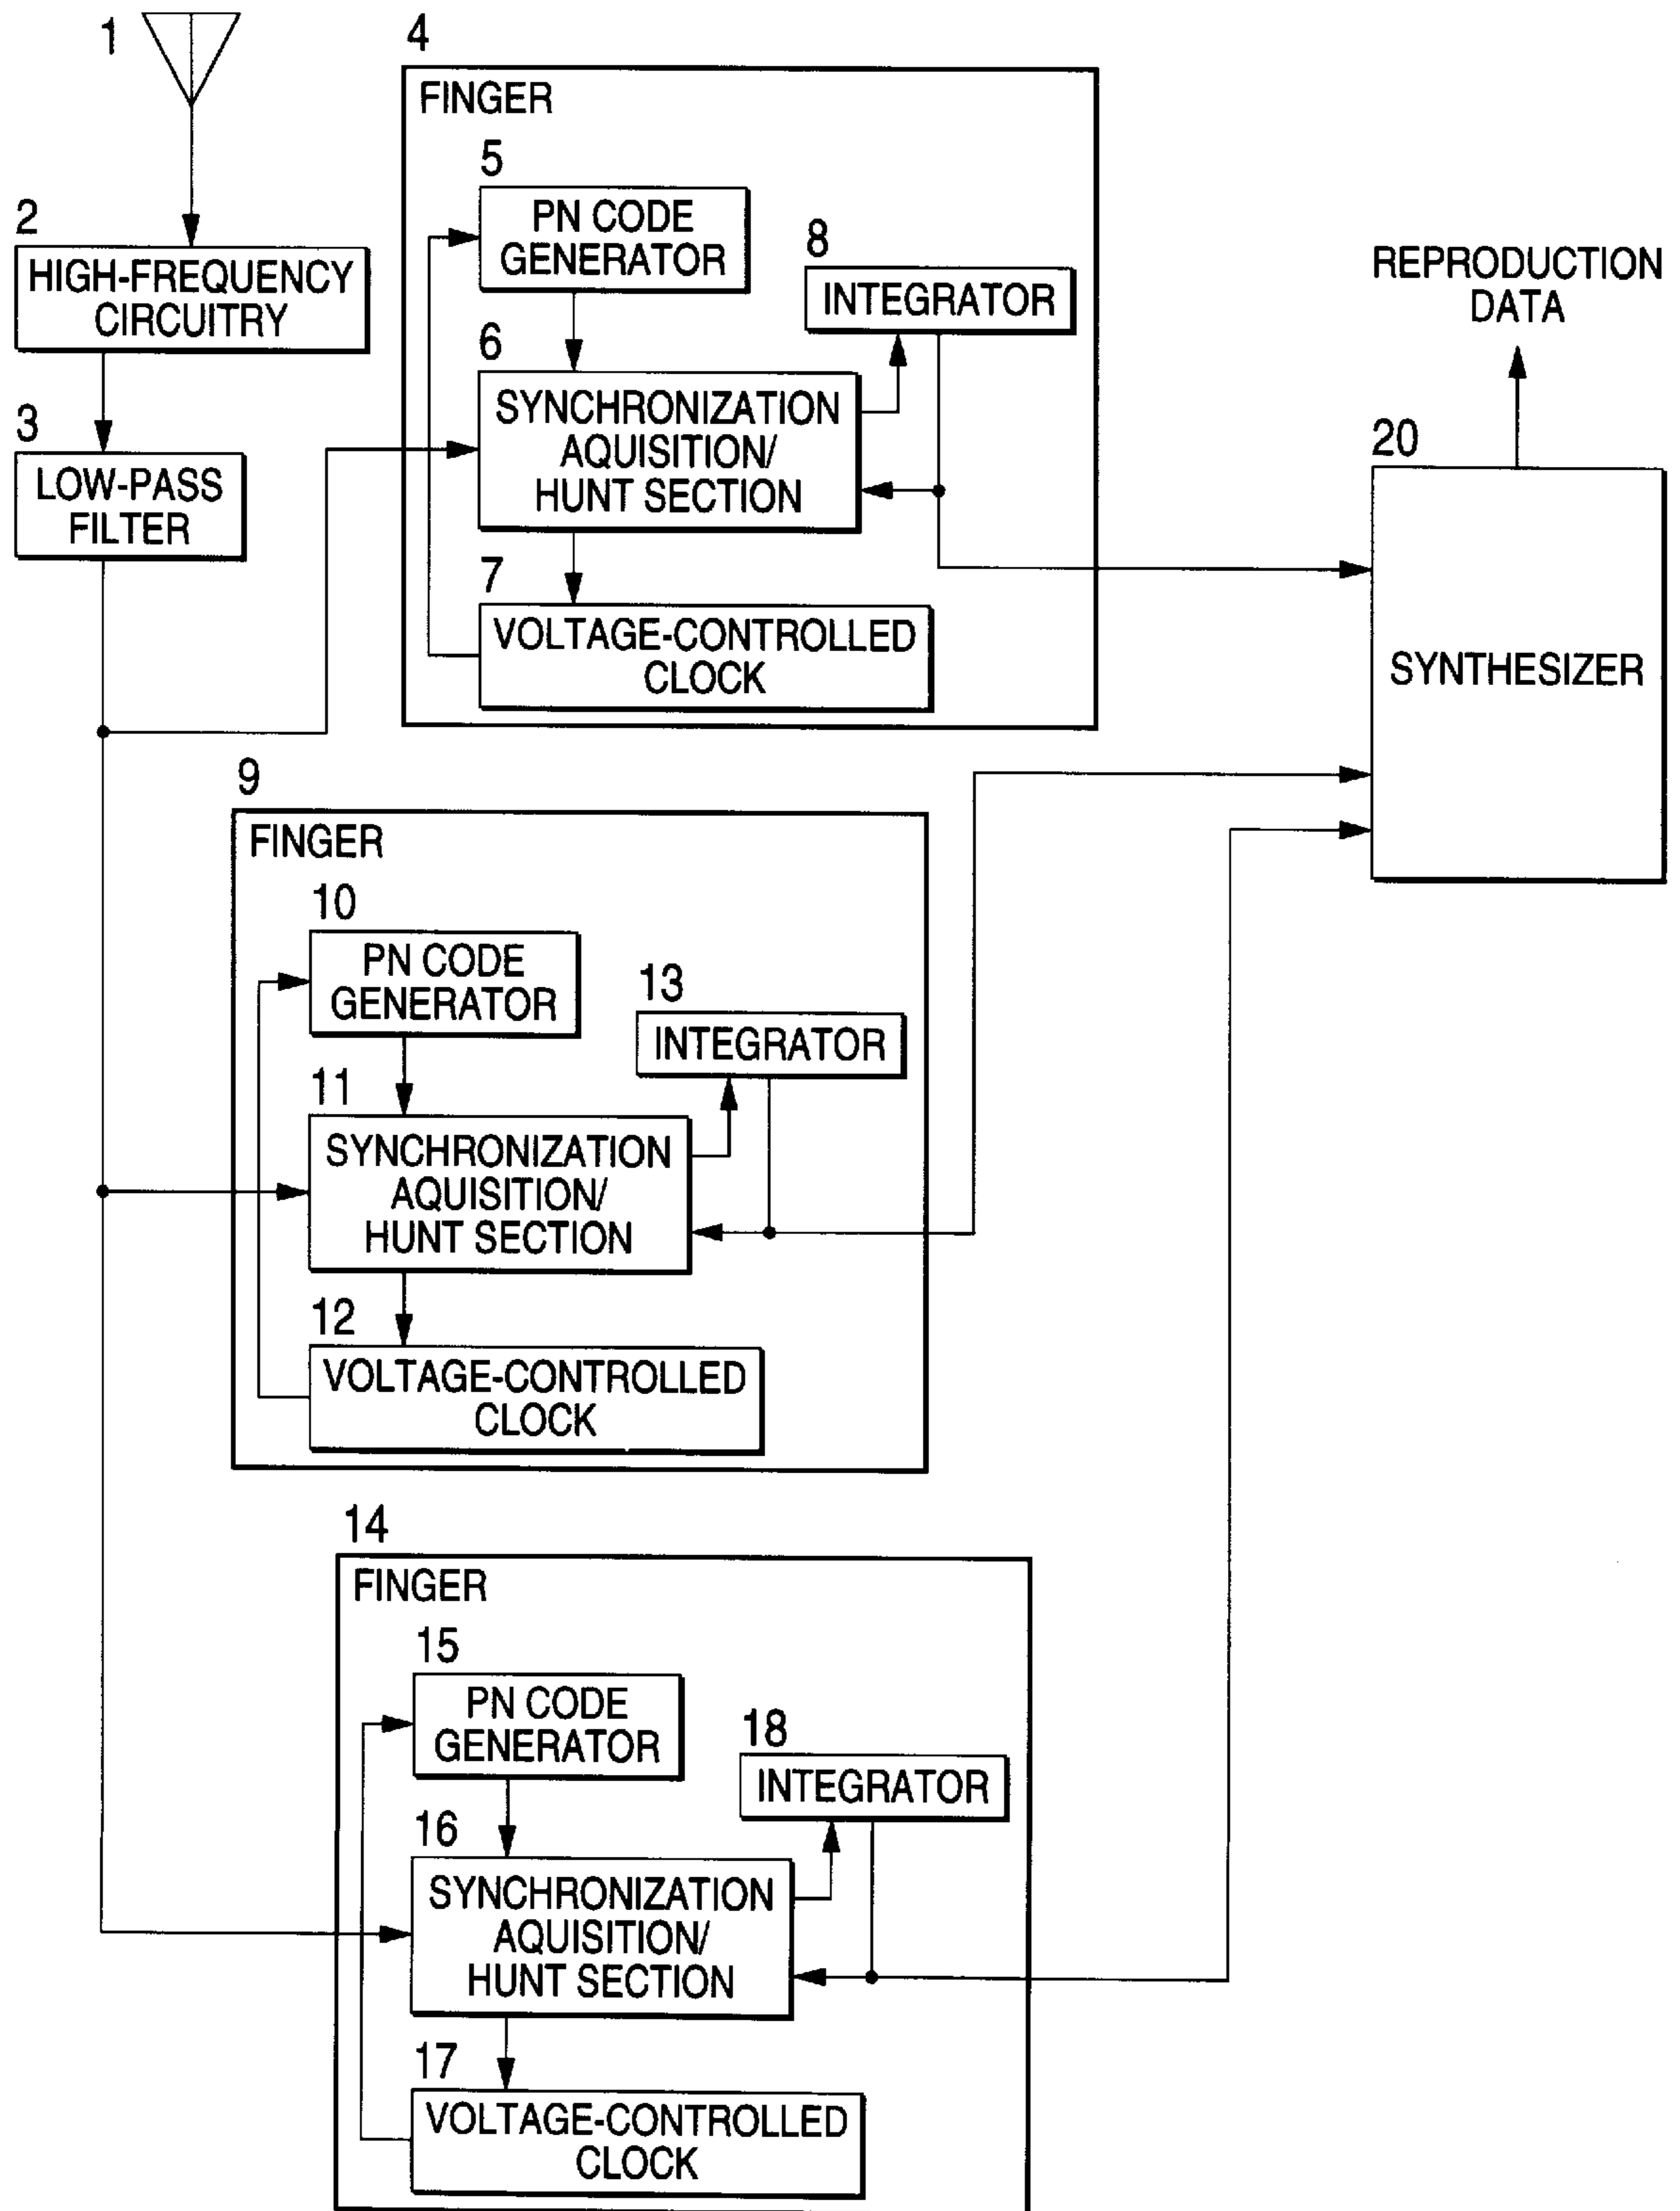 1
2
HIGH-FREQUENCY
CIRCUITRY
3
LOW-PASS
FILTER
4
FINGER
5
PN CODE
GENERATOR
6
SYNCHRONIZATION
AQUISITION/
HUNT SECTION
7
VOLTAGE-CONTROLLED
CLOCK
8
INTEGRATOR
9
FINGER
10
PN CODE
GENERATOR
11
SYNCHRONIZATION
AQUISITION/
HUNT SECTION
12
VOLTAGE-CONTROLLED
CLOCK
13
INTEGRATOR
14
FINGER
15
PN CODE
GENERATOR
16
SYNCHRONIZATION
AQUISITION/
HUNT SECTION
17
VOLTAGE-CONTROLLED
CLOCK
18
INTEGRATOR
REPRODUCTION
DATA
20
SYNTHESIZER